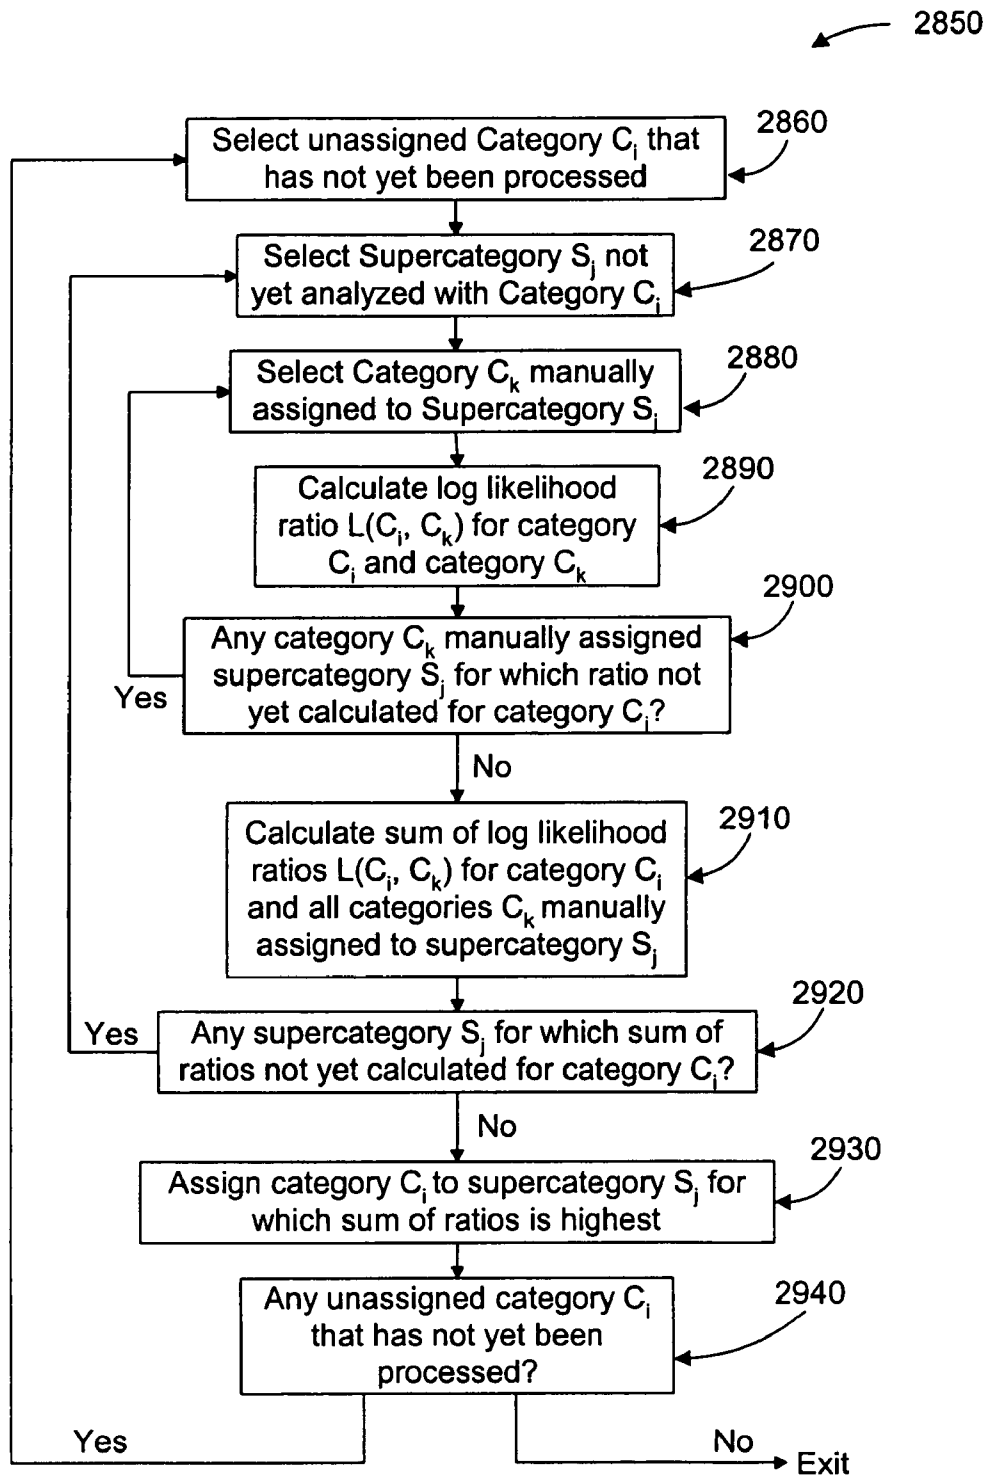 2850
Select unassigned Category Ci that
has not yet been processed
2860
Select Supercategory Sj not
yet analyzed with Category Ci
2870
Select Category Ck manually
assigned to Supercategory Sj
2880
Calculate log likelihood
ratio L(Ci, Ck) for category
Ci and category Ck
2890
Any category Ck manually assigned
supercategory Sj for which ratio not
yet calculated for category Ci?
2900
Yes
No
Calculate sum of log likelihood
ratios L(Ci, Ck) for category Ci
and all categories Ck manually
assigned to supercategory Sj
2910
Any supercategory Sj for which sum of
ratios not yet calculated for category Ci?
2920
Yes
No
Assign category Ci to supercategory Sj for
which sum of ratios is highest
2930
Any unassigned category Ci
that has not yet been
processed?
2940
Yes
No
Exit